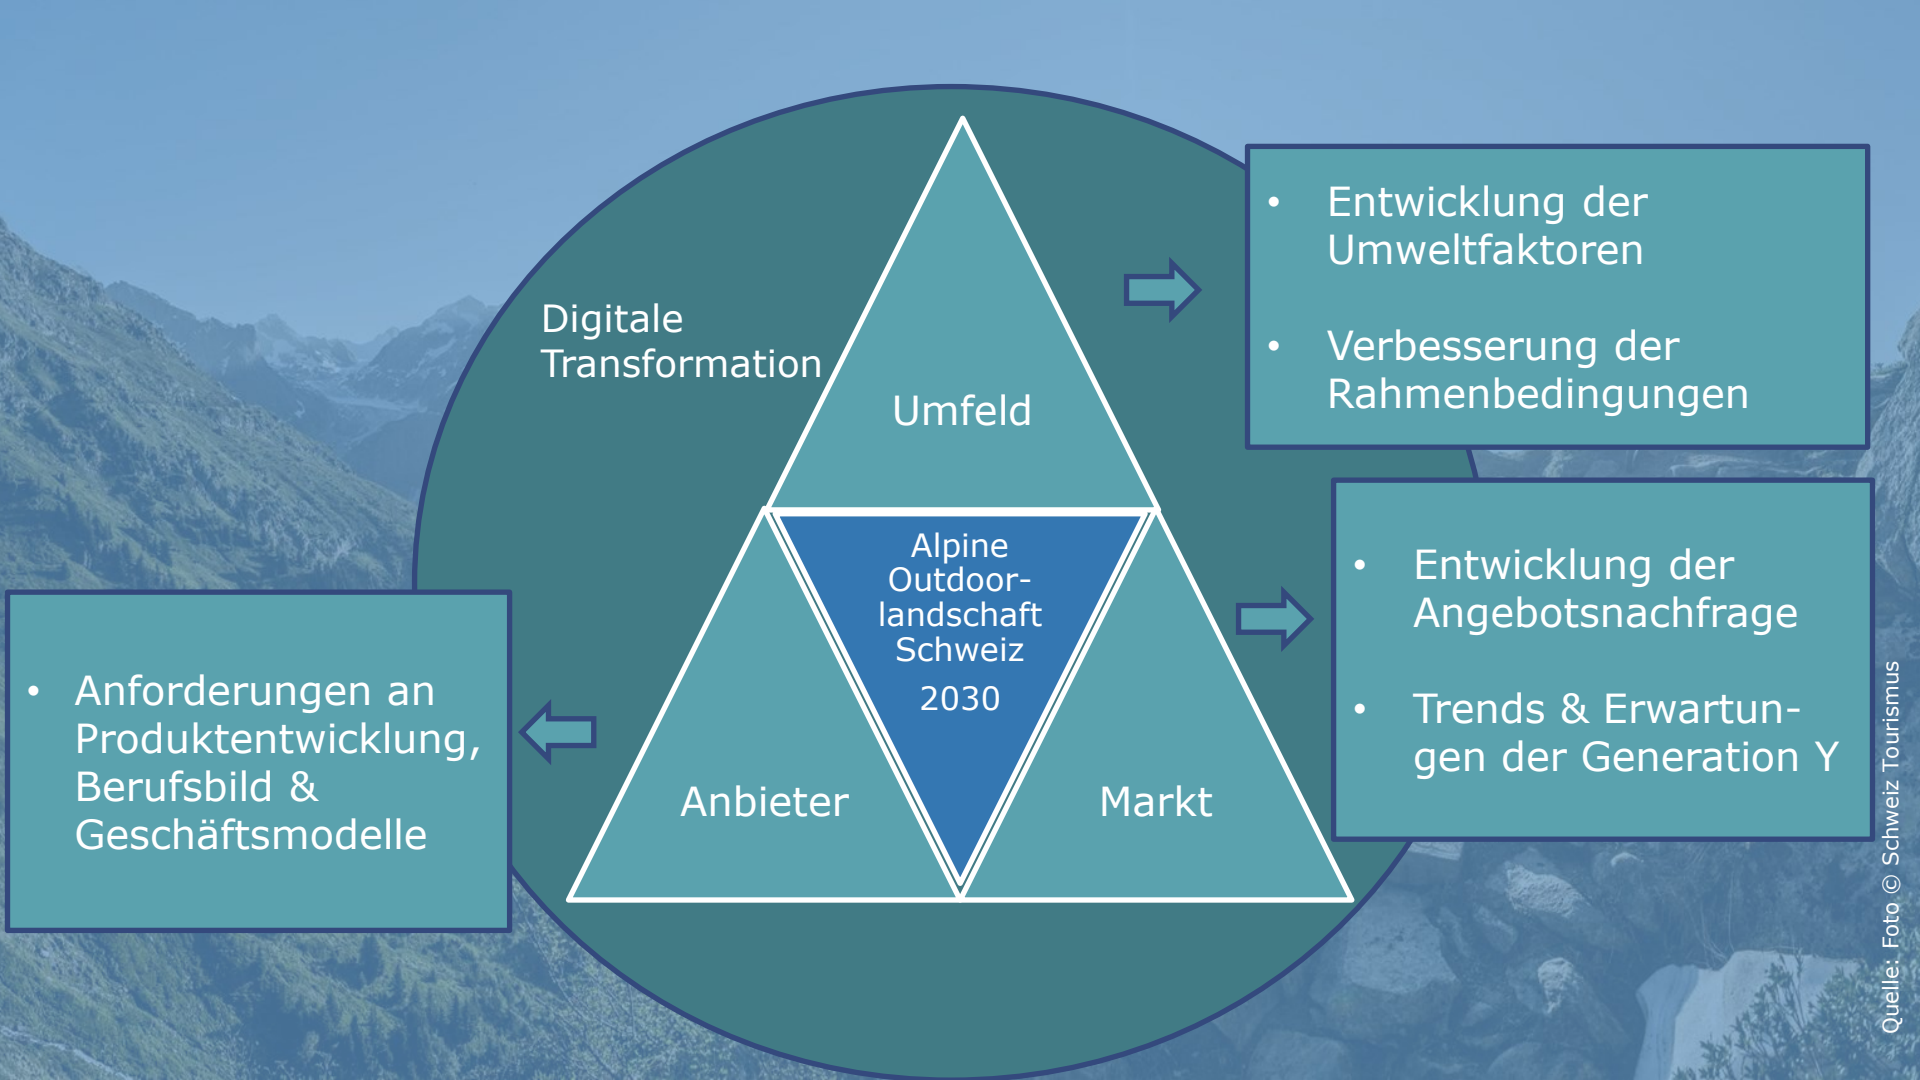 Digitale
Transformation
Umfeld
Alpine
Outdoor-
landschaft
Schweiz
2030
Anbieter
Markt
• Entwicklung der
Umweltfaktoren
• Verbesserung der
Rahmenbedingungen
• Entwicklung der
Angebotsnachfrage
• Trends & Erwartun-
gen der Generation Y
• Anforderungen an
Produktentwicklung,
Berufsbild &
Geschäftsmodelle
Quelle: Foto © Schweiz Tourismus